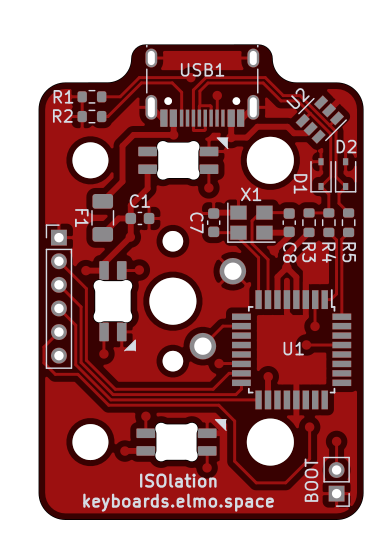 USB1
R1
R2
U2
D2
D1
F1
C1
C7
X1
C8
R3
R4
R5
U1
BOOT
ISOlation
keyboards.elmo.space